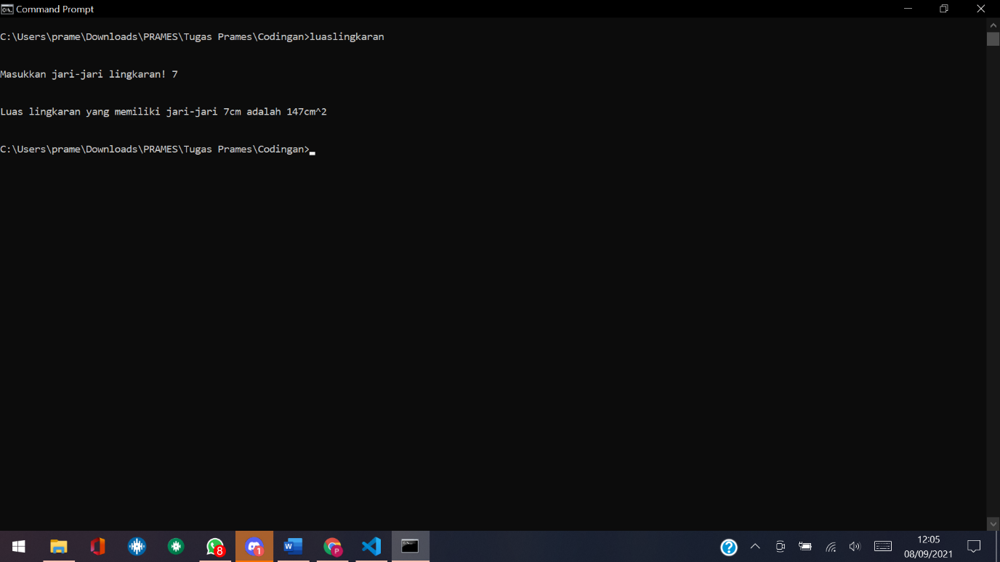 Command Prompt
C:\Users\prame\Downloads\PRAMES\Tugas Prames\Codingan>luaslingkaran
Masukkan jari-jari lingkaran! 7
Luas lingkaran yang memiliki jari-jari 7cm adalah 147cm^2
C:\Users\prame\Downloads\PRAMES\Tugas Prames\Codingan>
8
1
W
P
12:05
08/09/2021